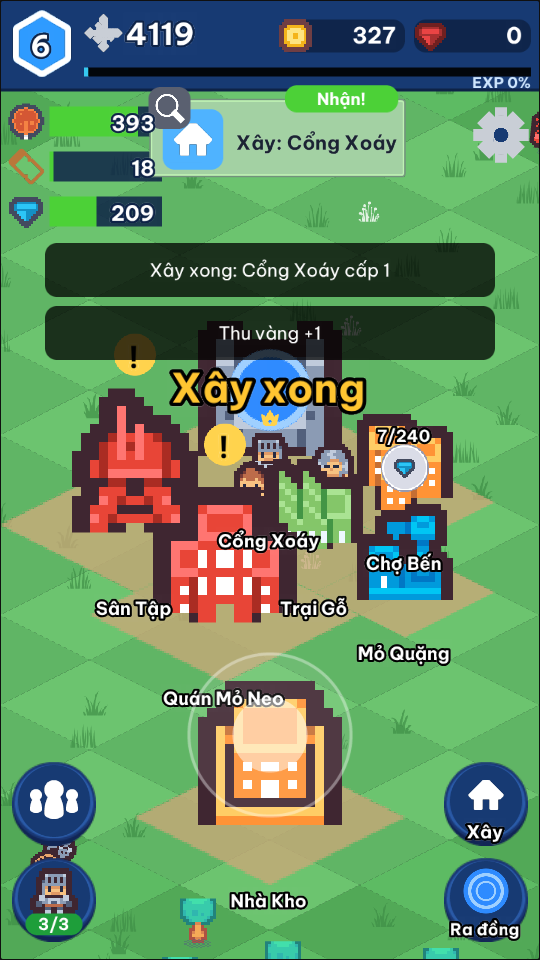 6
4119
327
0
EXP 0%
Nhận!
393
Xây: Cổng Xoáy
18
209
Xây xong: Cổng Xoáy cấp 1
Thu vàng +1
!
Xây xong
!
7/240
Cổng Xoáy
Chợ Bến
Sân Tập
Trại Gỗ
Mỏ Quặng
Quán Mỏ Neo
Xây
Nhà Kho
3/3
Ra đồng